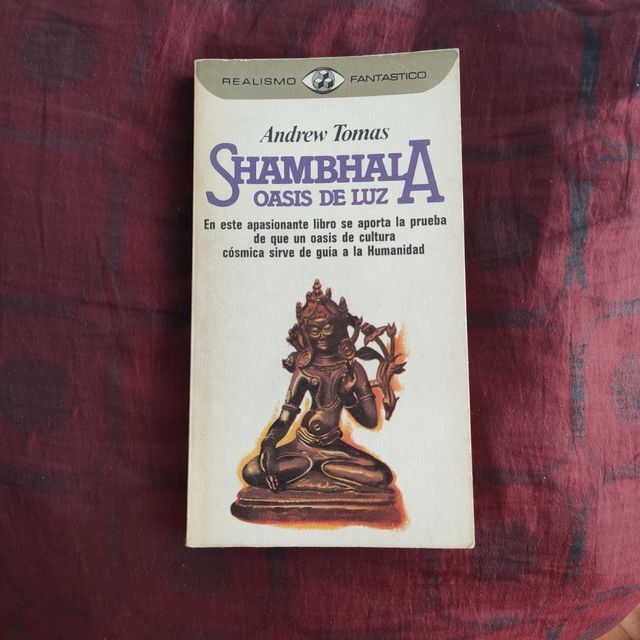 REALISMO FANTASTICO
Andrew Tomas
SHAMBHALA
OASIS DE LUZ
En este apasionante libro se aporta la prueba
de que un oasis de cultura
cósmica sirve de guía a la Humanidad